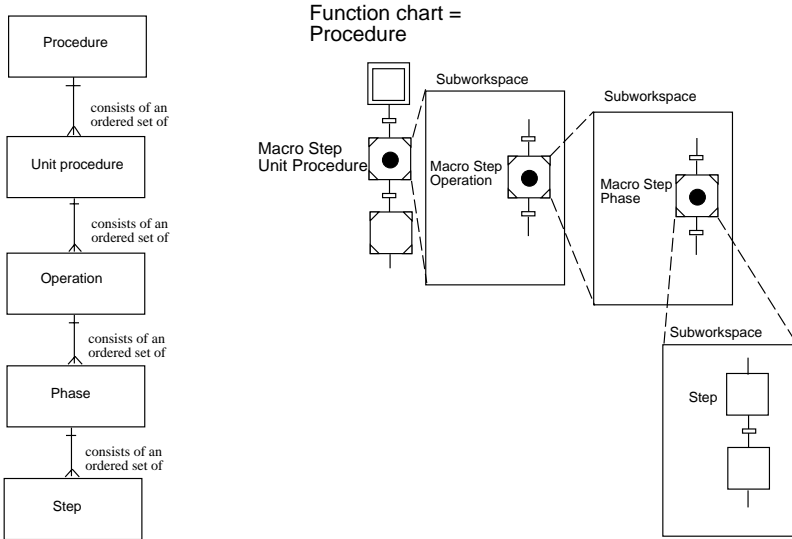 Procedure
consists of an
ordered set of
Unit procedure
consists of an
ordered set of
Operation
consists of an
ordered set of
Phase
consists of an
ordered set of
Step
Function chart =
Procedure
Macro Step
Unit Procedure
Subworkspace
Macro Step
Operation
Subworkspace
Macro Step
Phase
Subworkspace
Step